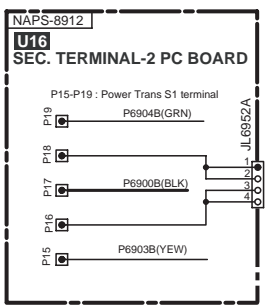 NAPS-8912
U16
SEC. TERMINAL-2 PC BOARD
P15-P19 : Power Trans S1 terminal
P19
P6904B(GRN)
JL6952A
P18
1
2
P17
P6900B(BLK)
3
4
P16
P15
P6903B(YEW)